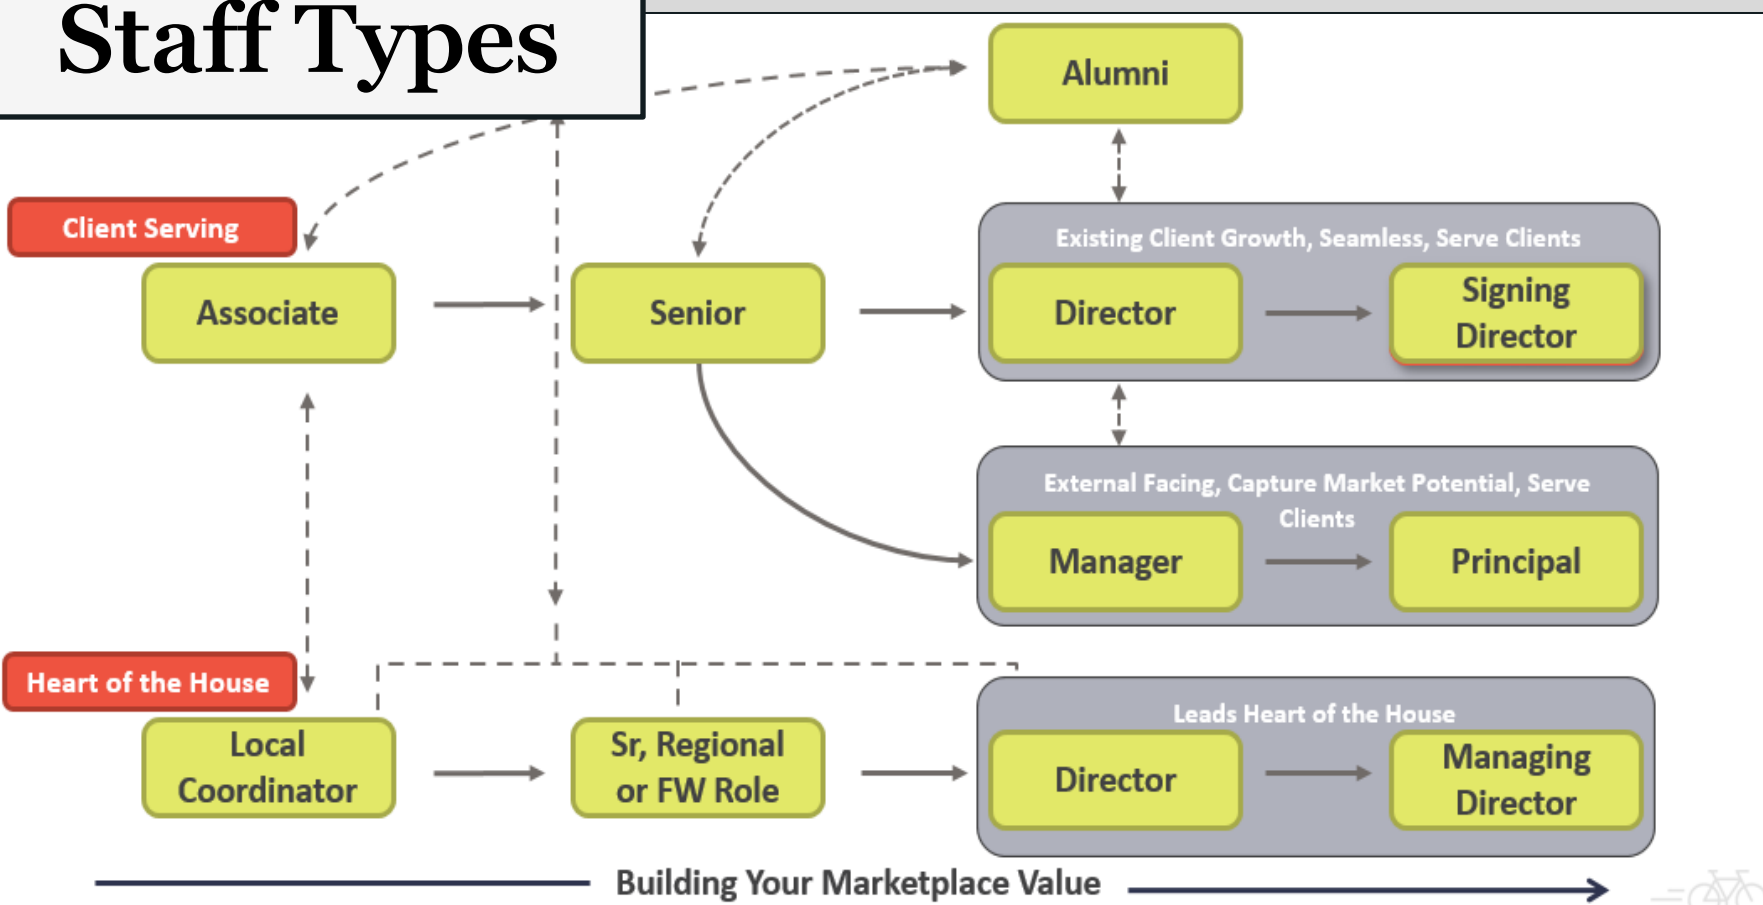 Staff Types
Alumni
Client Serving
Existing Client Growth, Seamless, Serve Clients
Associate
Senior
Director
Signing
Director
External Facing, Capture Market Potential, Serve
Clients
Manager
Principal
Heart of the House
Leads Heart of the House
Local
Coordinator
Sr, Regional
or FW Role
Director
Managing
Director
Building Your Marketplace Value